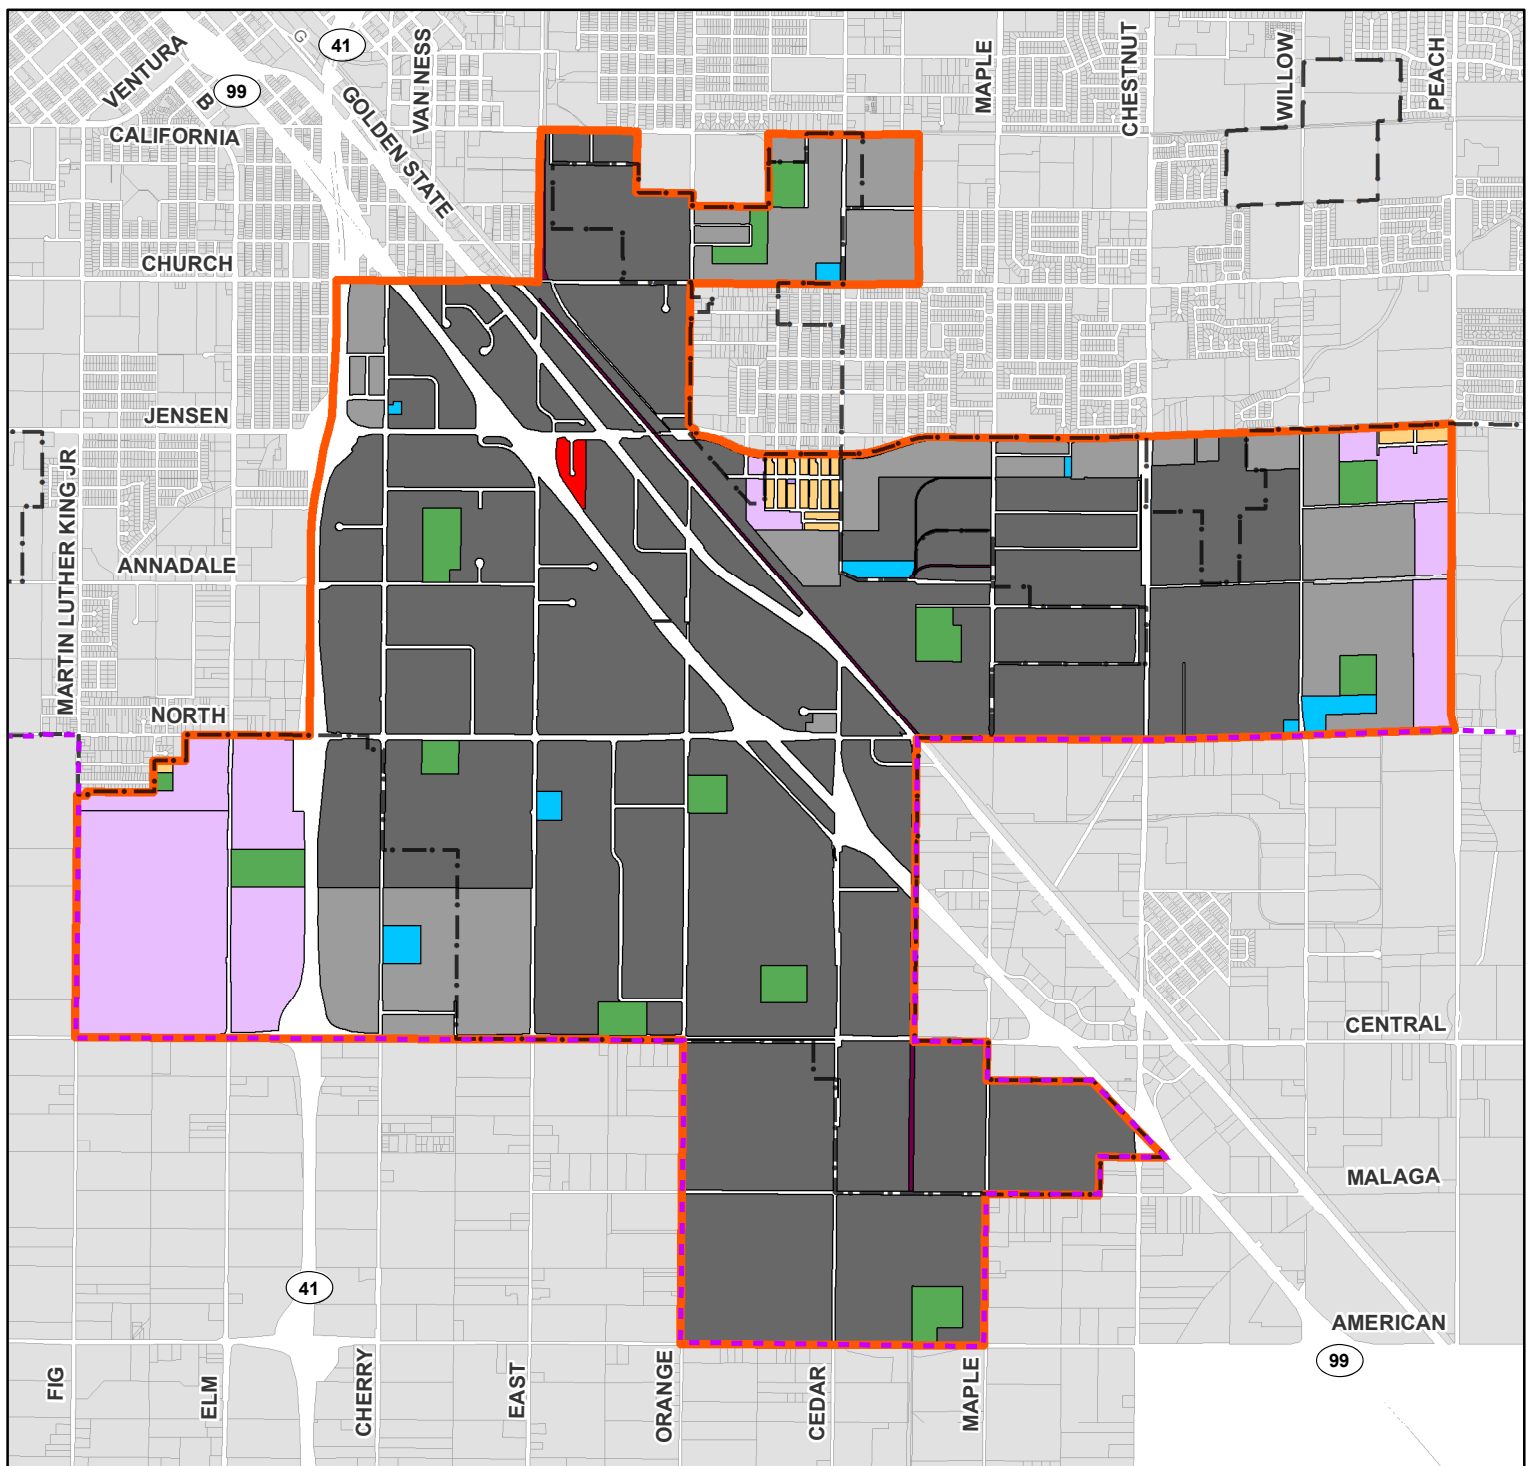 G
41
VAN NESS
MAPLE
CHESTNUT
WILLOW
PEACH
VENTURA
99
B
GOLDEN STATE
CALIFORNIA
CHURCH
JENSEN
MARTIN LUTHER KING JR
ANNADALE
NORTH
CENTRAL
MALAGA
41
AMERICAN
99
FIG
ELM
CHERRY
EAST
ORANGE
CEDAR
MAPLE